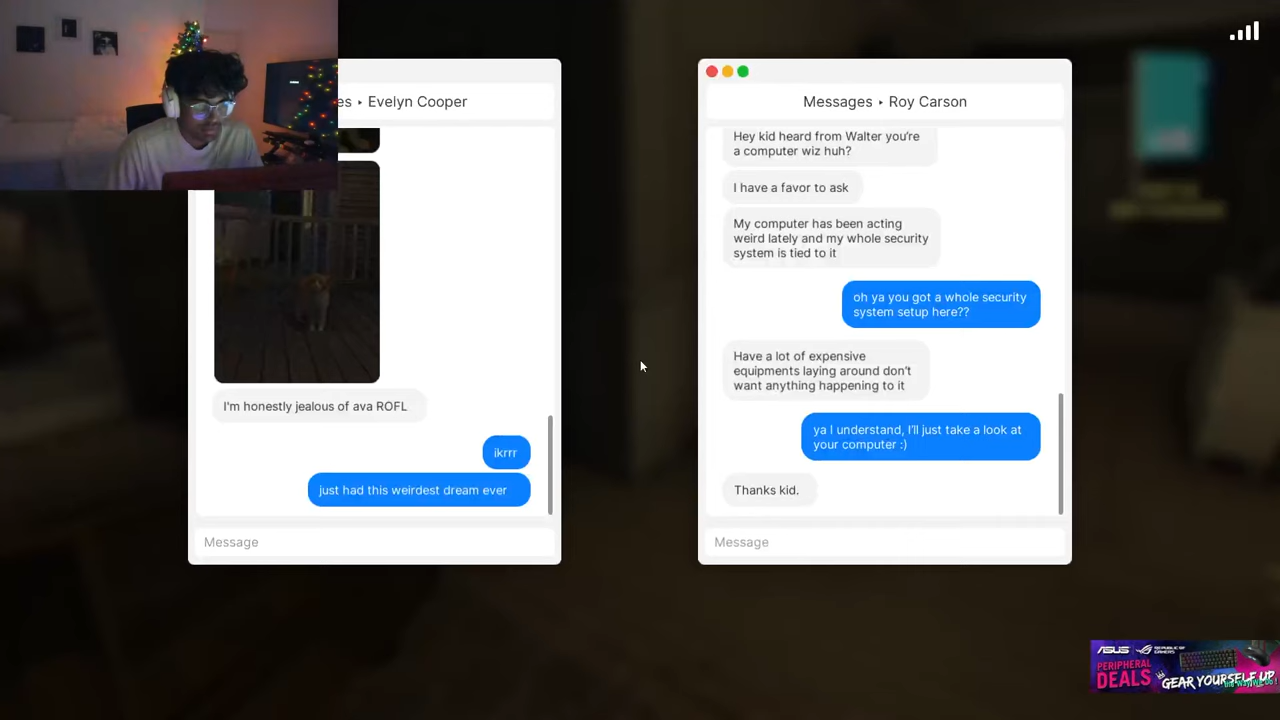 es ▸ Evelyn Cooper
I'm honestly jealous of ava ROFL
ikrrr
just had this weirdest dream ever
Message
Messages ▸ Roy Carson
Hey kid heard from Walter you're
a computer wiz huh?
I have a favor to ask
My computer has been acting
weird lately and my whole security
system is tied to it
oh ya you got a whole security
system setup here??
Have a lot of expensive
equipments laying around don't
want anything happening to it
ya I understand, I'll just take a look at
your computer :)
Thanks kid.
Message
ASUS
REPUBLIC OF
GAMERS
PERIPHERAL
DEALS
GEAR YOURSELF UP